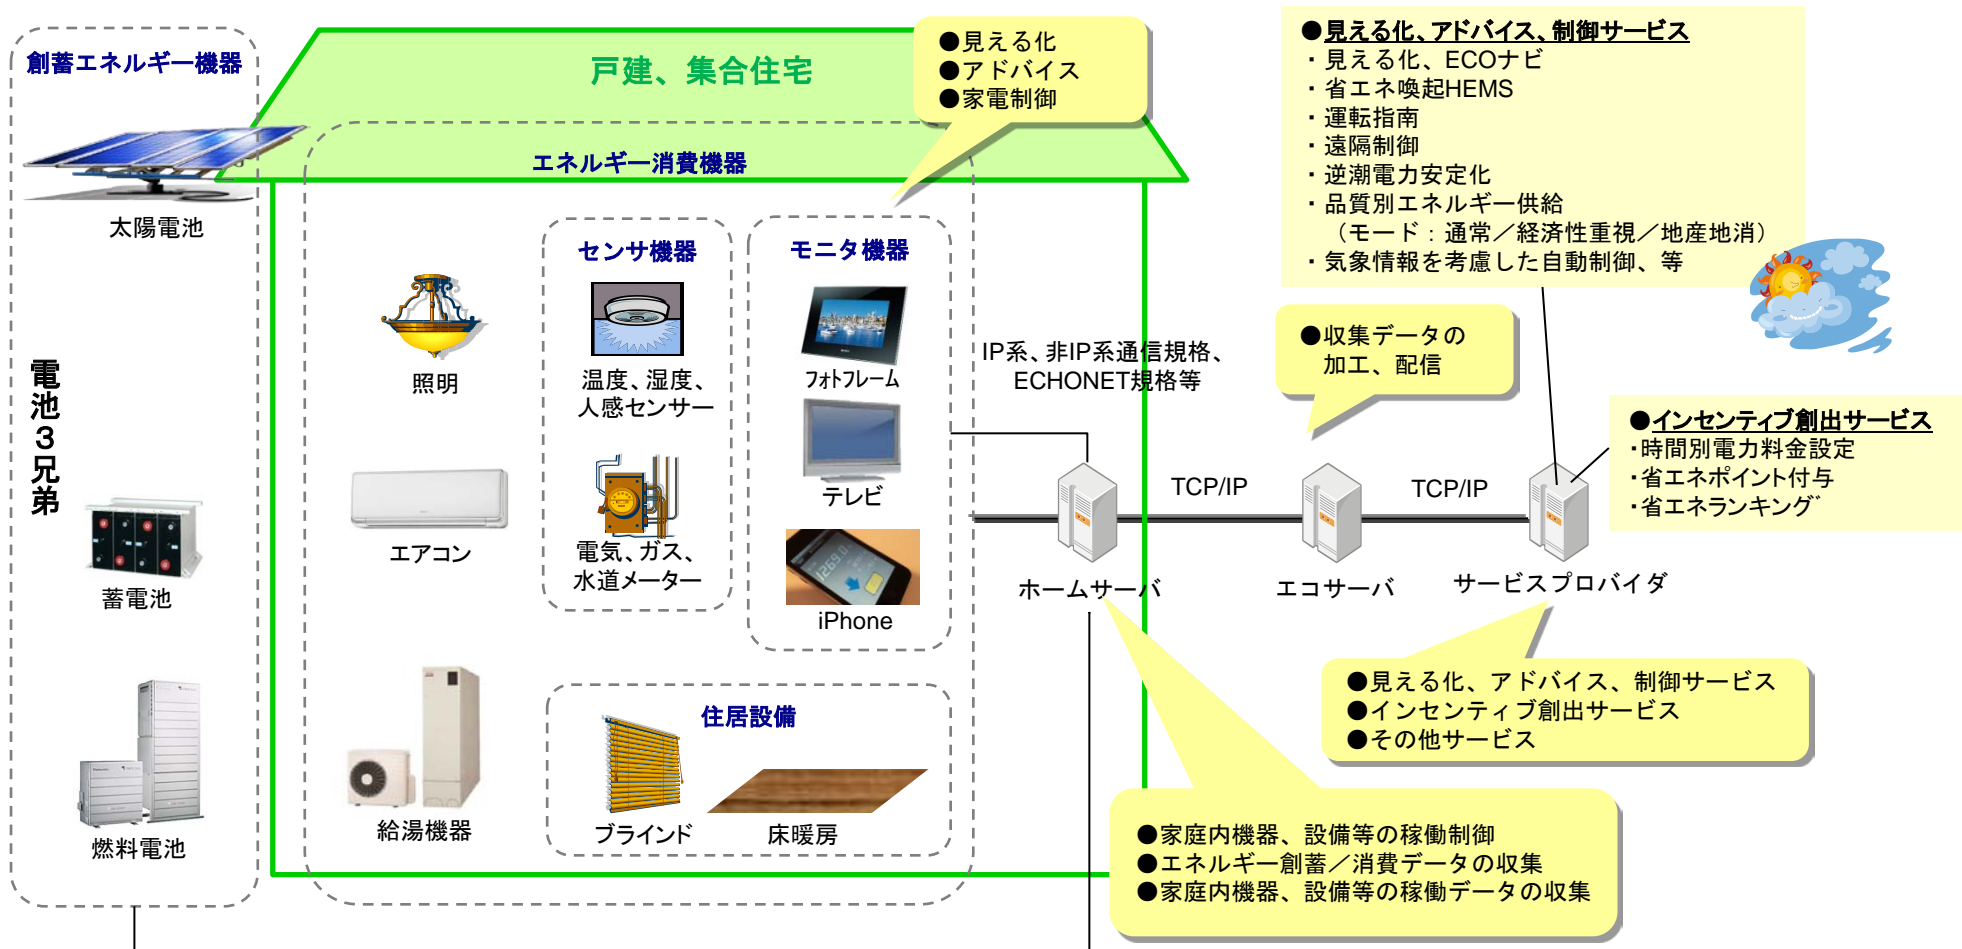 創蓄エネルギー機器
太陽電池
電池３兄弟
蓄電池
燃料電池
戸建、集合住宅
エネルギー消費機器
●見える化
●アドバイス
●家電制御
照明
エアコン
給湯機器
センサ機器
温度、湿度、
人感センサー
電気、ガス、
水道メーター
モニタ機器
フォトフレーム
テレビ
iPhone
住居設備
ブラインド
床暖房
IP系、非IP系通信規格、
ECHONET規格等
ホームサーバ
TCP/IP
エコサーバ
TCP/IP
サービスプロバイダ
●収集データの
加工、配信
●見える化、アドバイス、制御サービス
・見える化、ECOナビ
・省エネ喚起HEMS
・運転指南
・遠隔制御
・逆潮電力安定化
・品質別エネルギー供給
（モード：通常／経済性重視／地産地消）
・気象情報を考慮した自動制御、等
●インセンティブ創出サービス
・時間別電力料金設定
・省エネポイント付与
・省エネランキング
●見える化、アドバイス、制御サービス
●インセンティブ創出サービス
●その他サービス
●家庭内機器、設備等の稼働制御
●エネルギー創蓄／消費データの収集
●家庭内機器、設備等の稼働データの収集